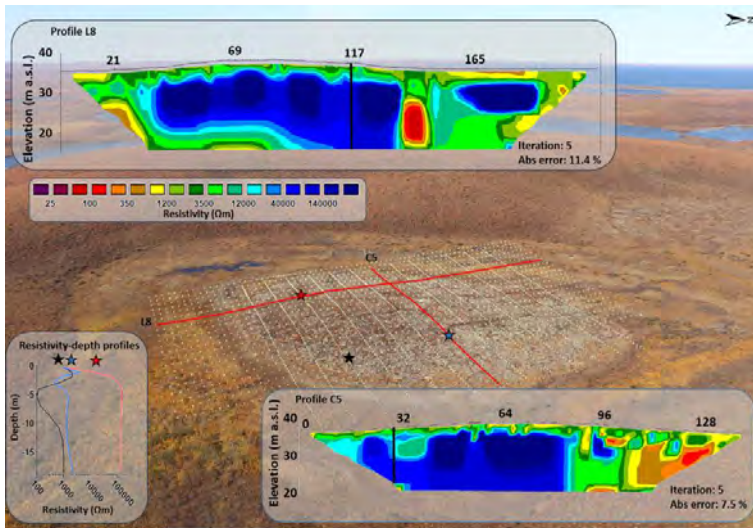 Profile L8
Z
40
30
20
Elevation (m a.s.l.)
21
69
117
165
Iteration: 5
Abs error: 11.4 %
25 100 350 1200 3500 12000 40000 140000
Resistivity (Ωm)
C5
L8
Resistivity-depth profiles
0
5
10
15
Depth (m)
100 1000 10000 100000
Resistivity (Ωm)
Profile C5
0 32 64 96 128
40
30
20
Elevation (m a.s.l.)
Iteration: 5
Abs error: 7.5 %